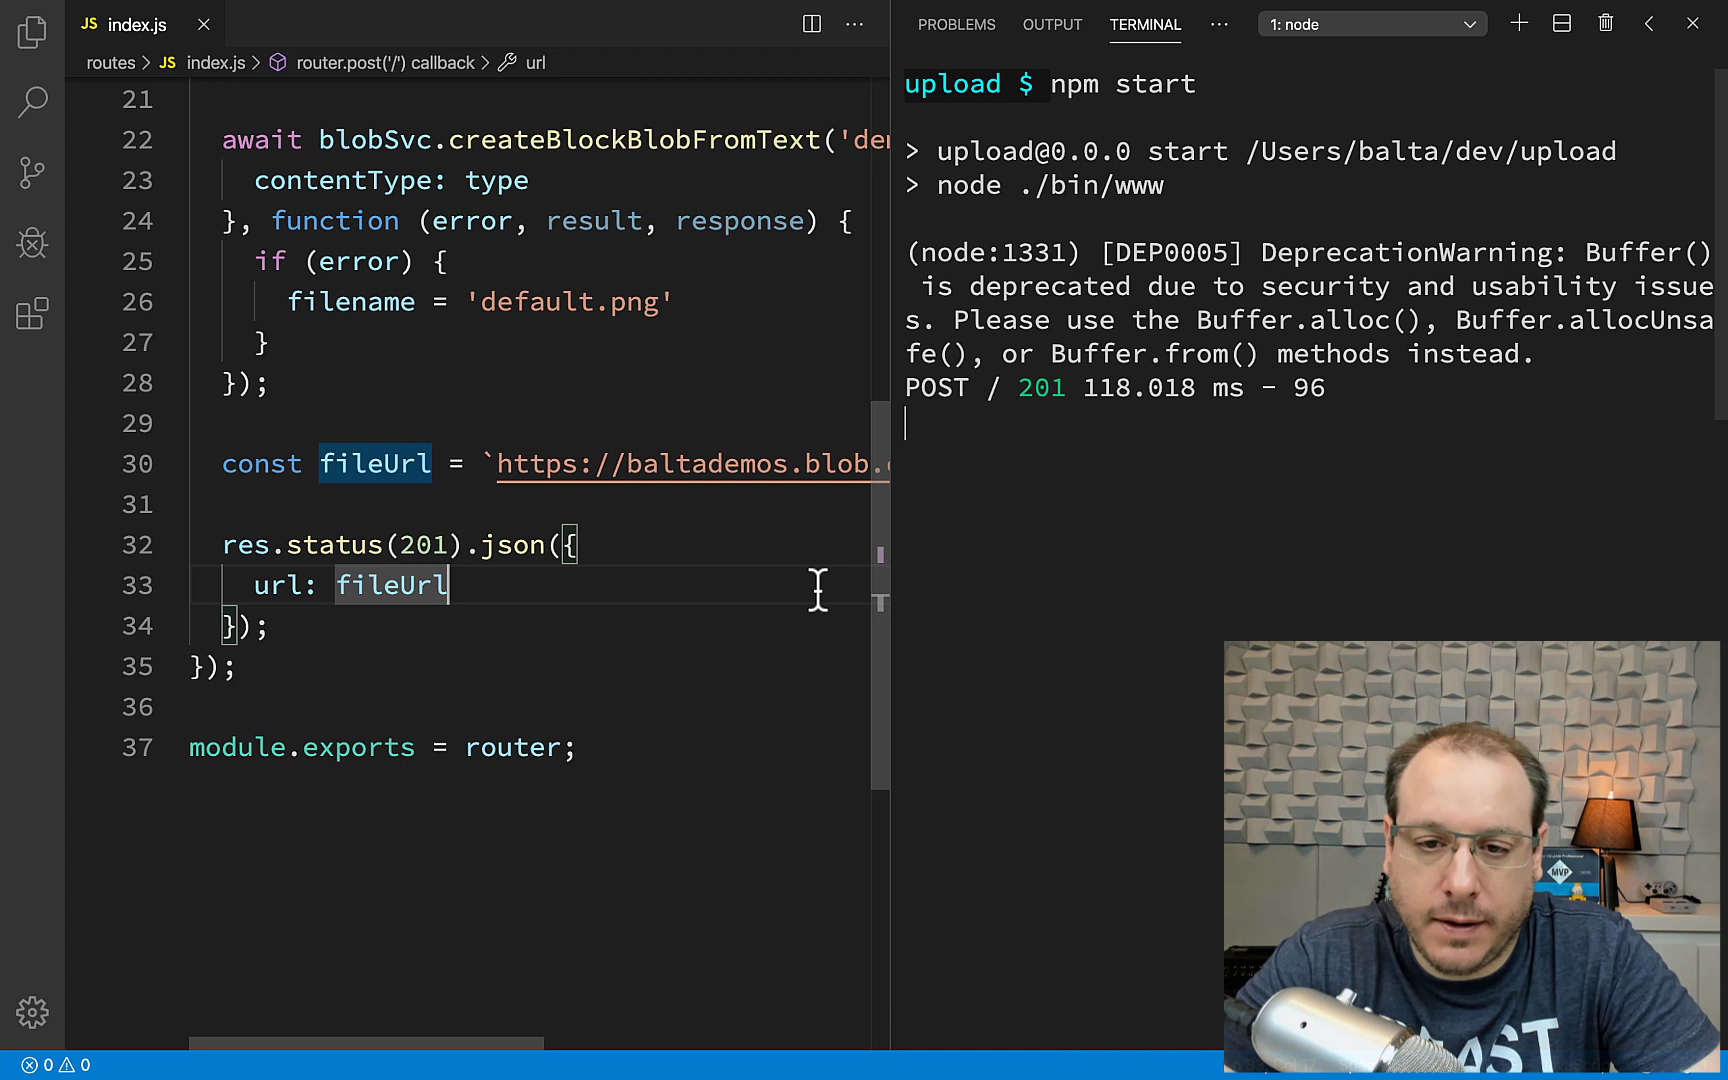 JS index.js
PROBLEMS OUTPUT TERMINAL ··· 1: node
routes > JS index.js > router.post('/') callback > url
21
22 await blobSvc.createBlockBlobFromText('de
23 contentType: type
24 }, function (error, result, response) {
25 if (error) {
26 filename = 'default.png'
27 }
28 });
29
30 const fileUrl = `https://baltademos.blob.
31
32 res.status(201).json({
33 url: fileUrl
34 });
35 });
36
37 module.exports = router;
upload $ npm start
> upload@0.0.0 start /Users/balta/dev/upload
> node ./bin/www
(node:1331) [DEP0005] DeprecationWarning: Buffer()
is deprecated due to security and usability issue
s. Please use the Buffer.alloc(), Buffer.allocUnsa
fe(), or Buffer.from() methods instead.
POST / 201 118.018 ms - 96
MVP
AST
0 0